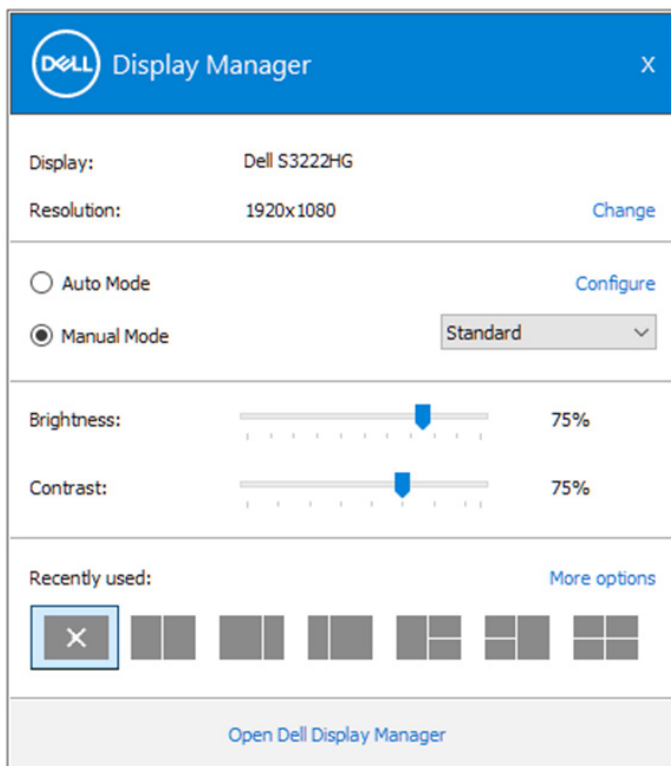 DELL Display Manager X
Display: Dell S3222HG
Resolution: 1920x1080 Change
Auto Mode Configure
Manual Mode Standard
Brightness: 75%
Contrast: 75%
Recently used: More options
Open Dell Display Manager